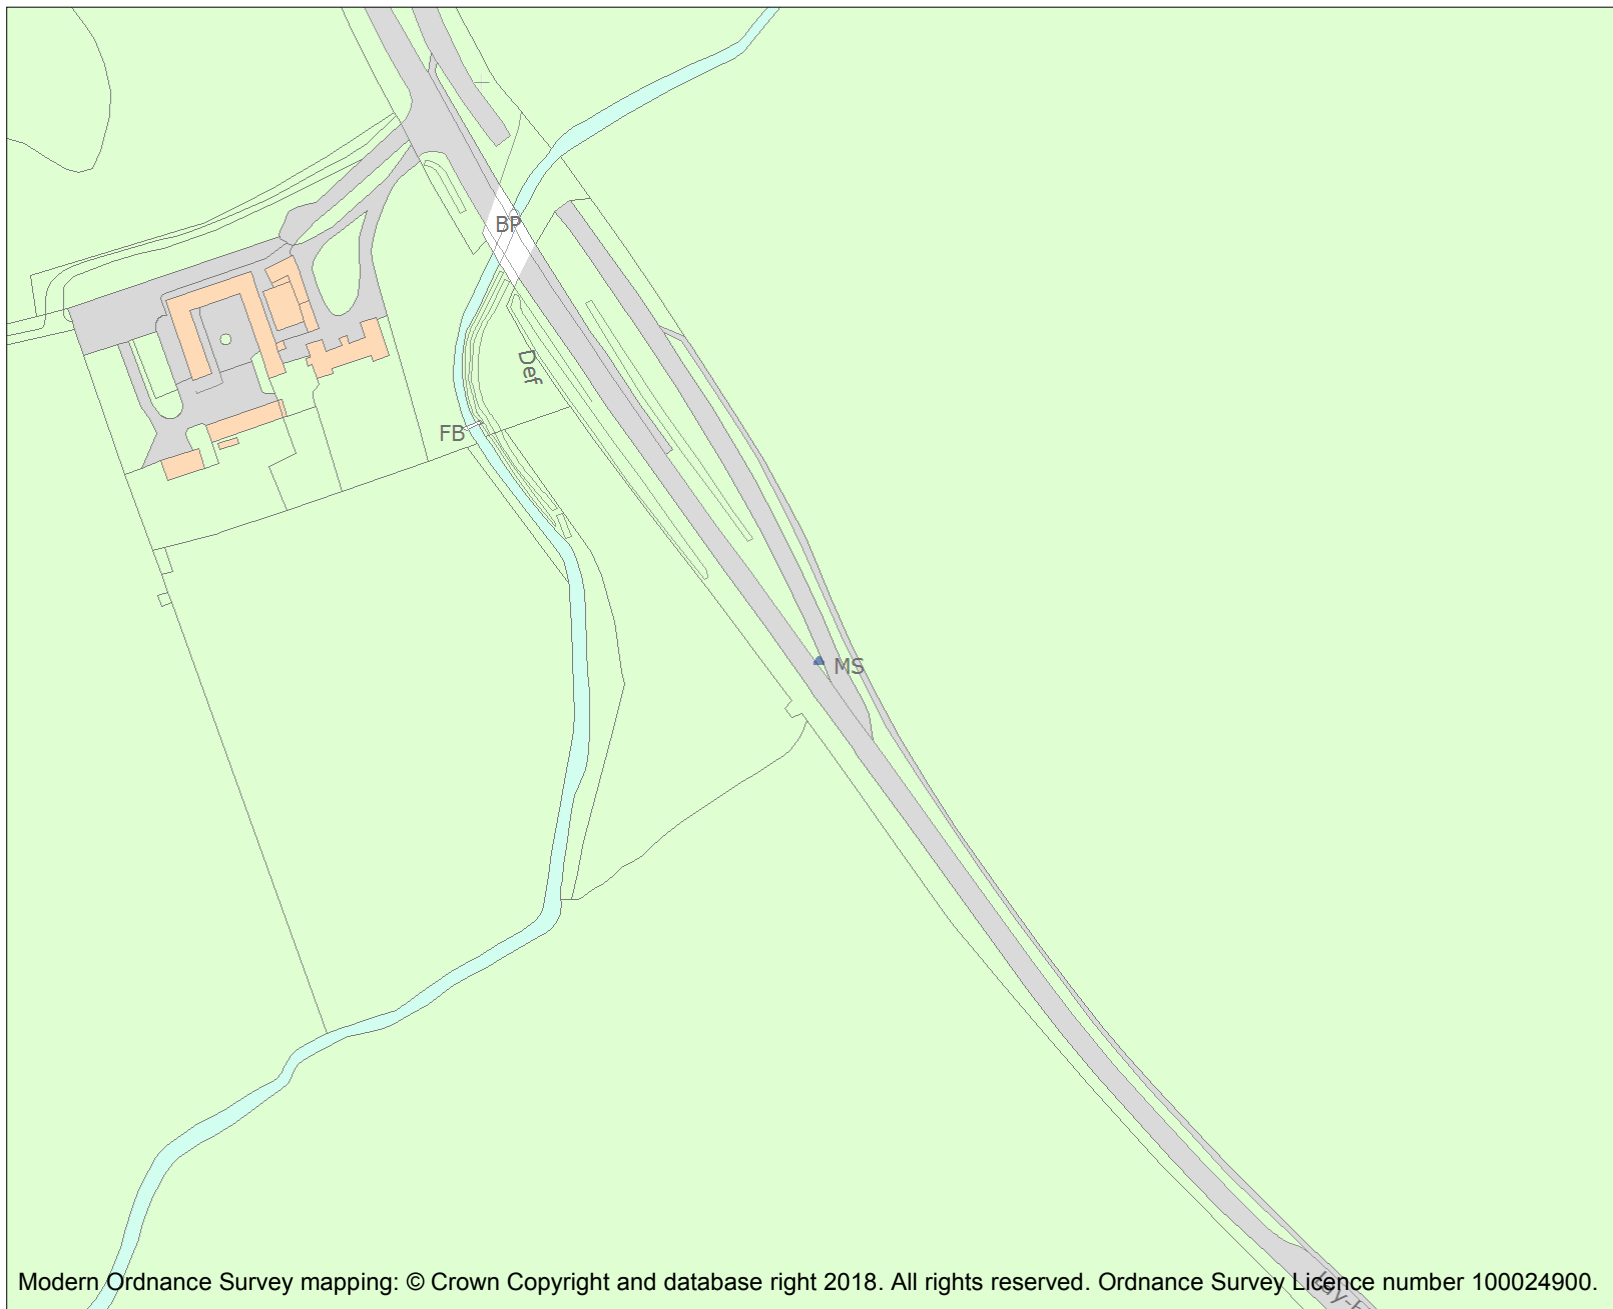 BP
Def
FB
MS
Modern Ordnance Survey mapping: © Crown Copyright and database right 2018. All rights reserved. Ordnance Survey Licence number 100024900.